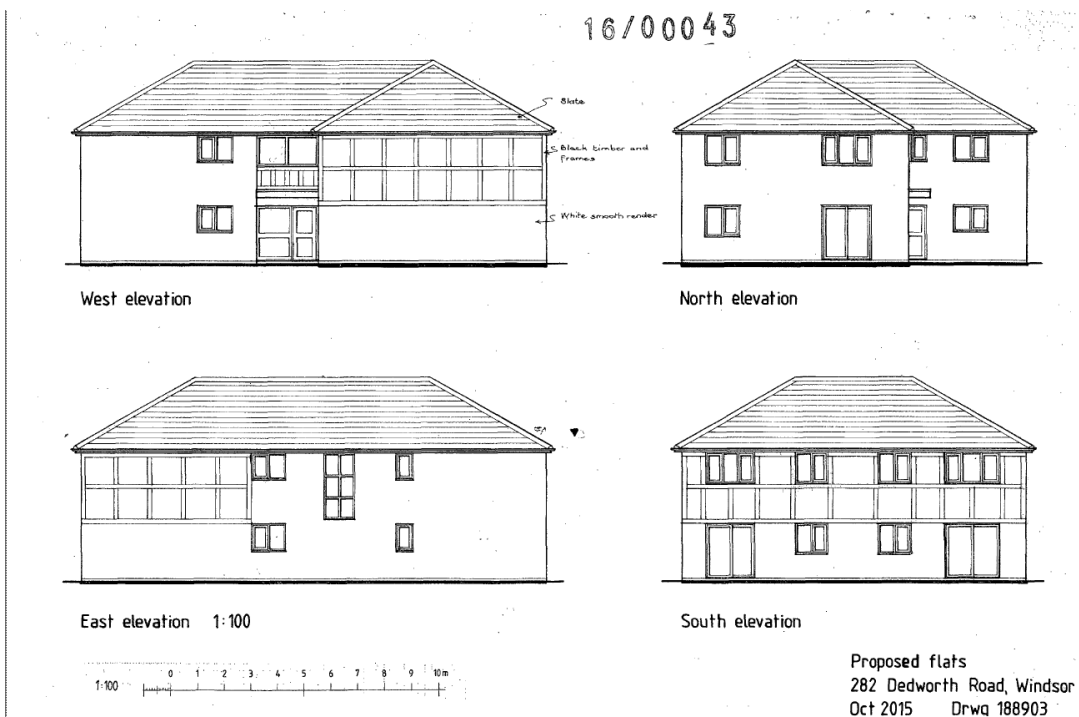 16/00043
Slate
Black timber and
frames
White smooth render
West elevation
North elevation
East elevation 1:100
South elevation
1:100 0 1 2 3 4 5 6 7 8 9 10m
Proposed flats
282 Dedworth Road, Windsor
Oct 2015 Drwg 188903